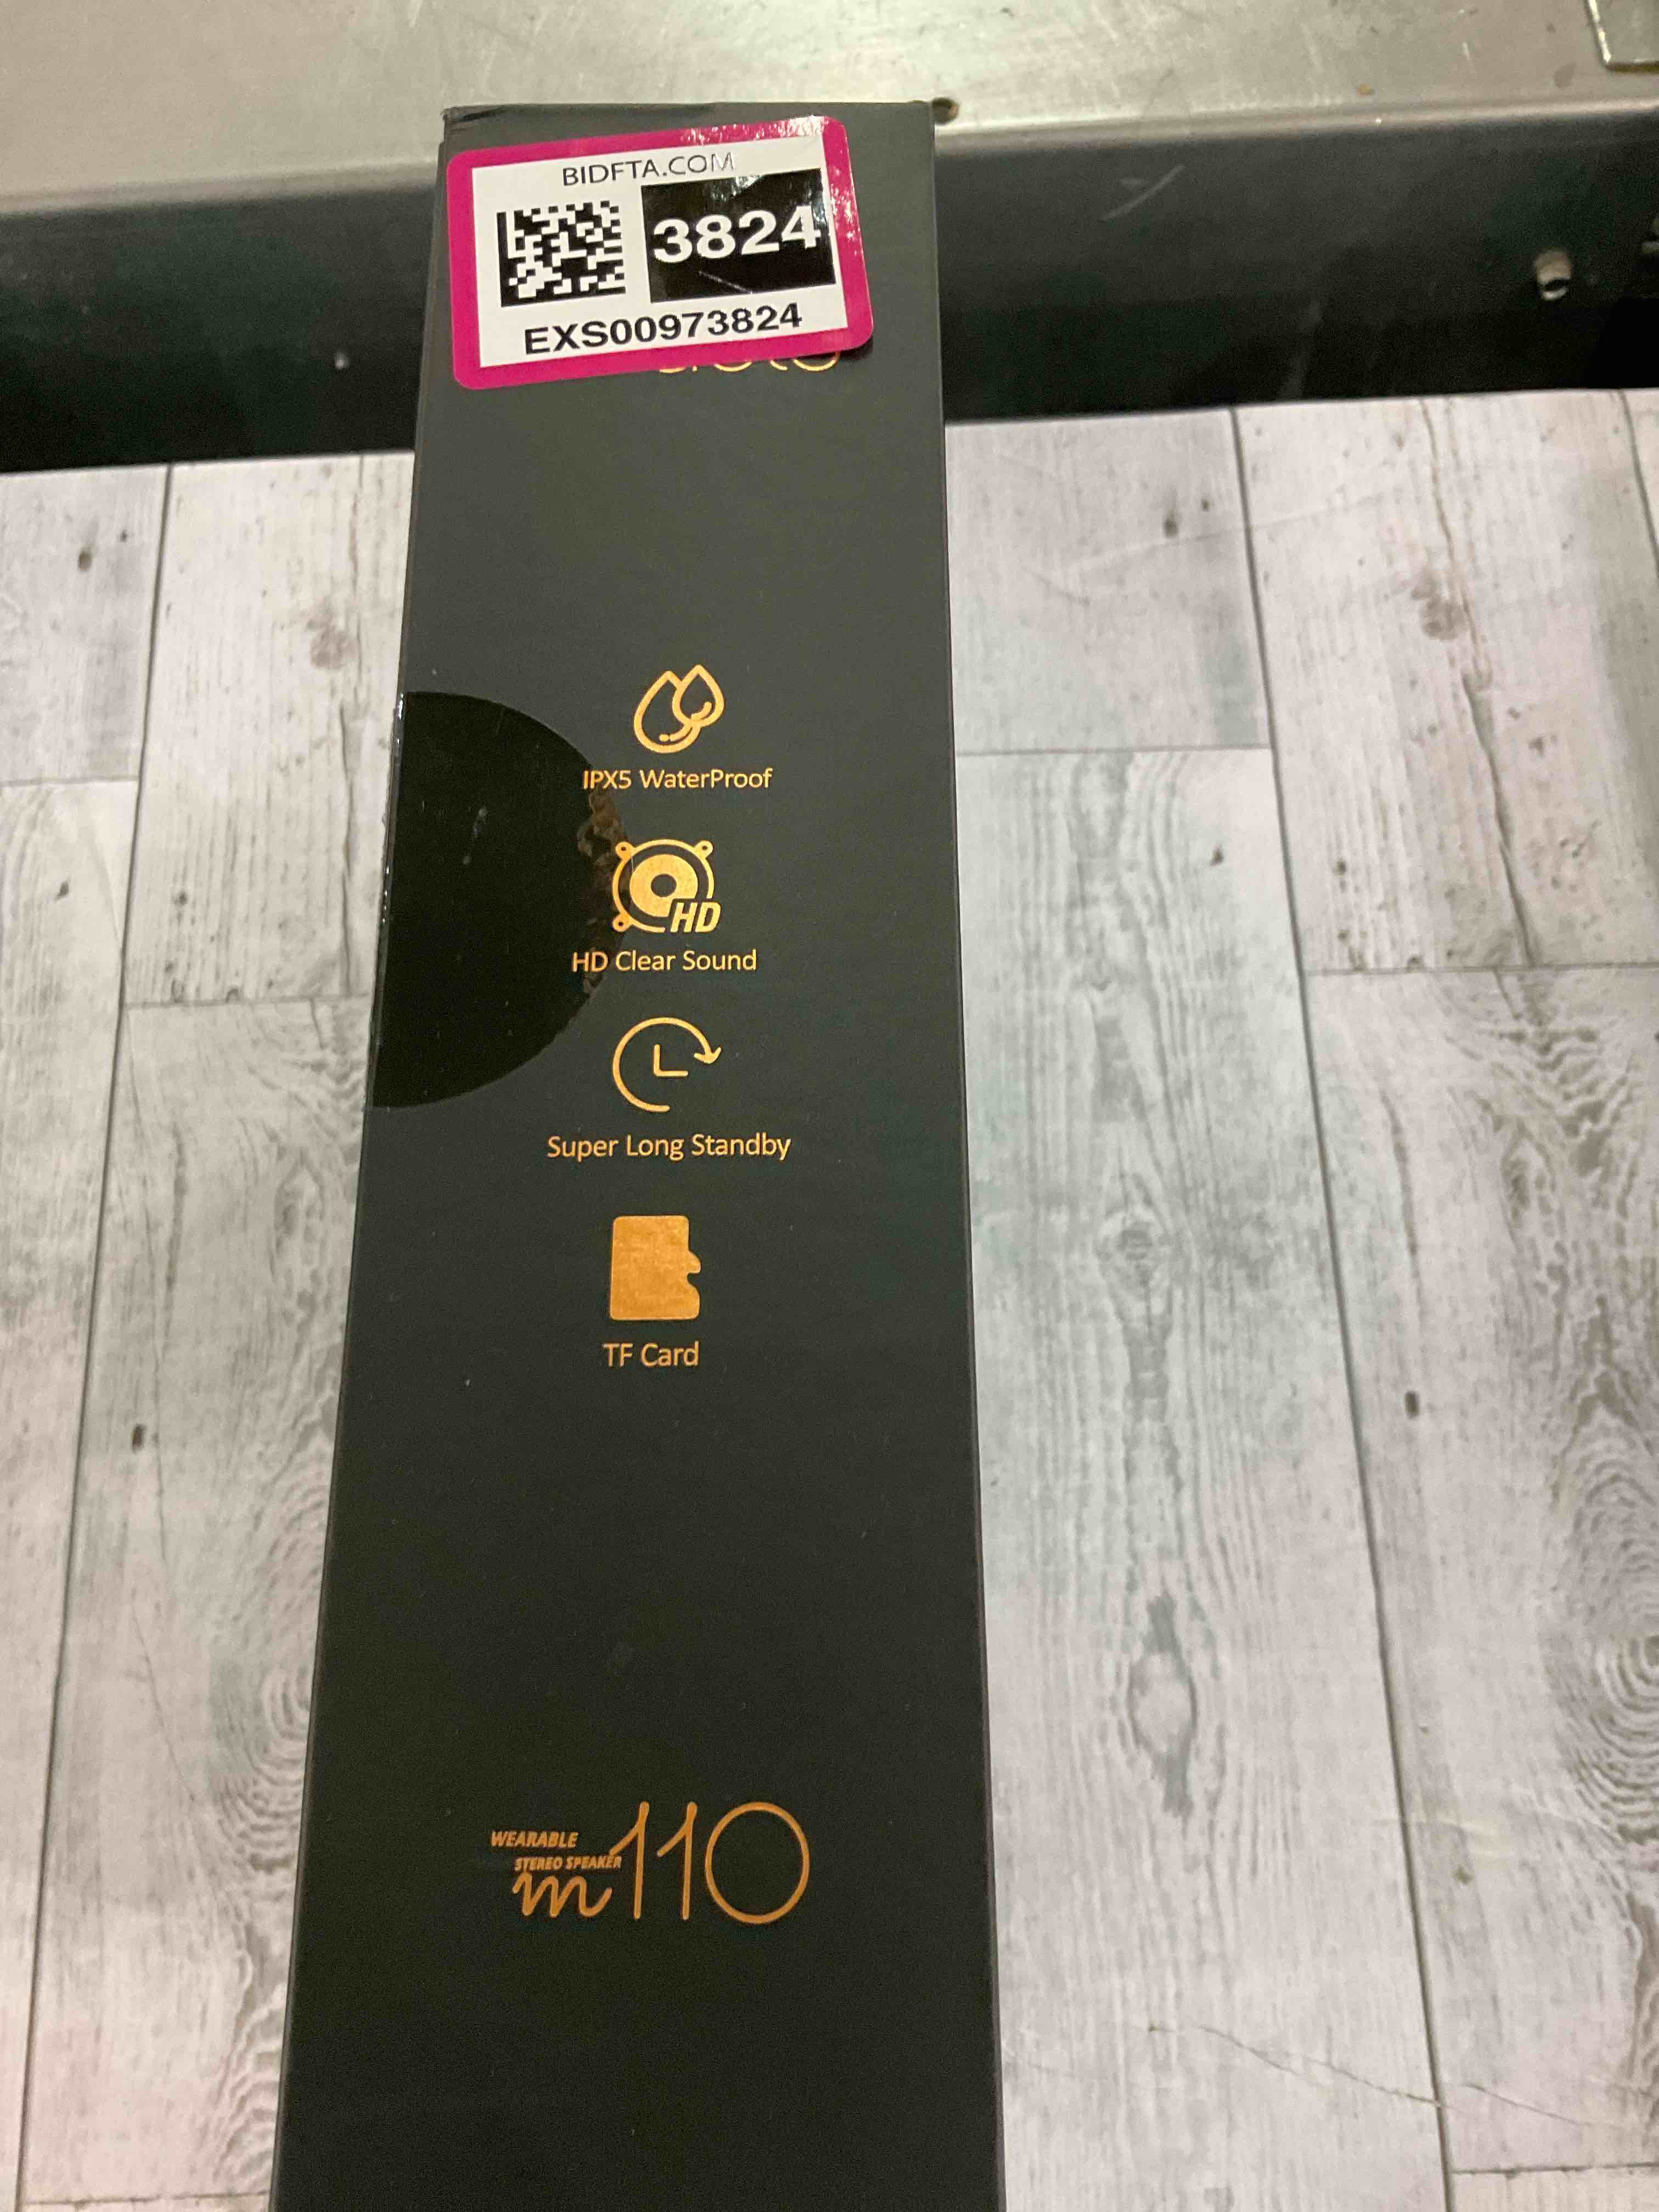 BIDFTA.COM
3824
EXS00973824
IPX5 WaterProof
HD
HD Clear Sound
Super Long Standby
TF Card
WEARABLE
STEREO SPEAKER
m110